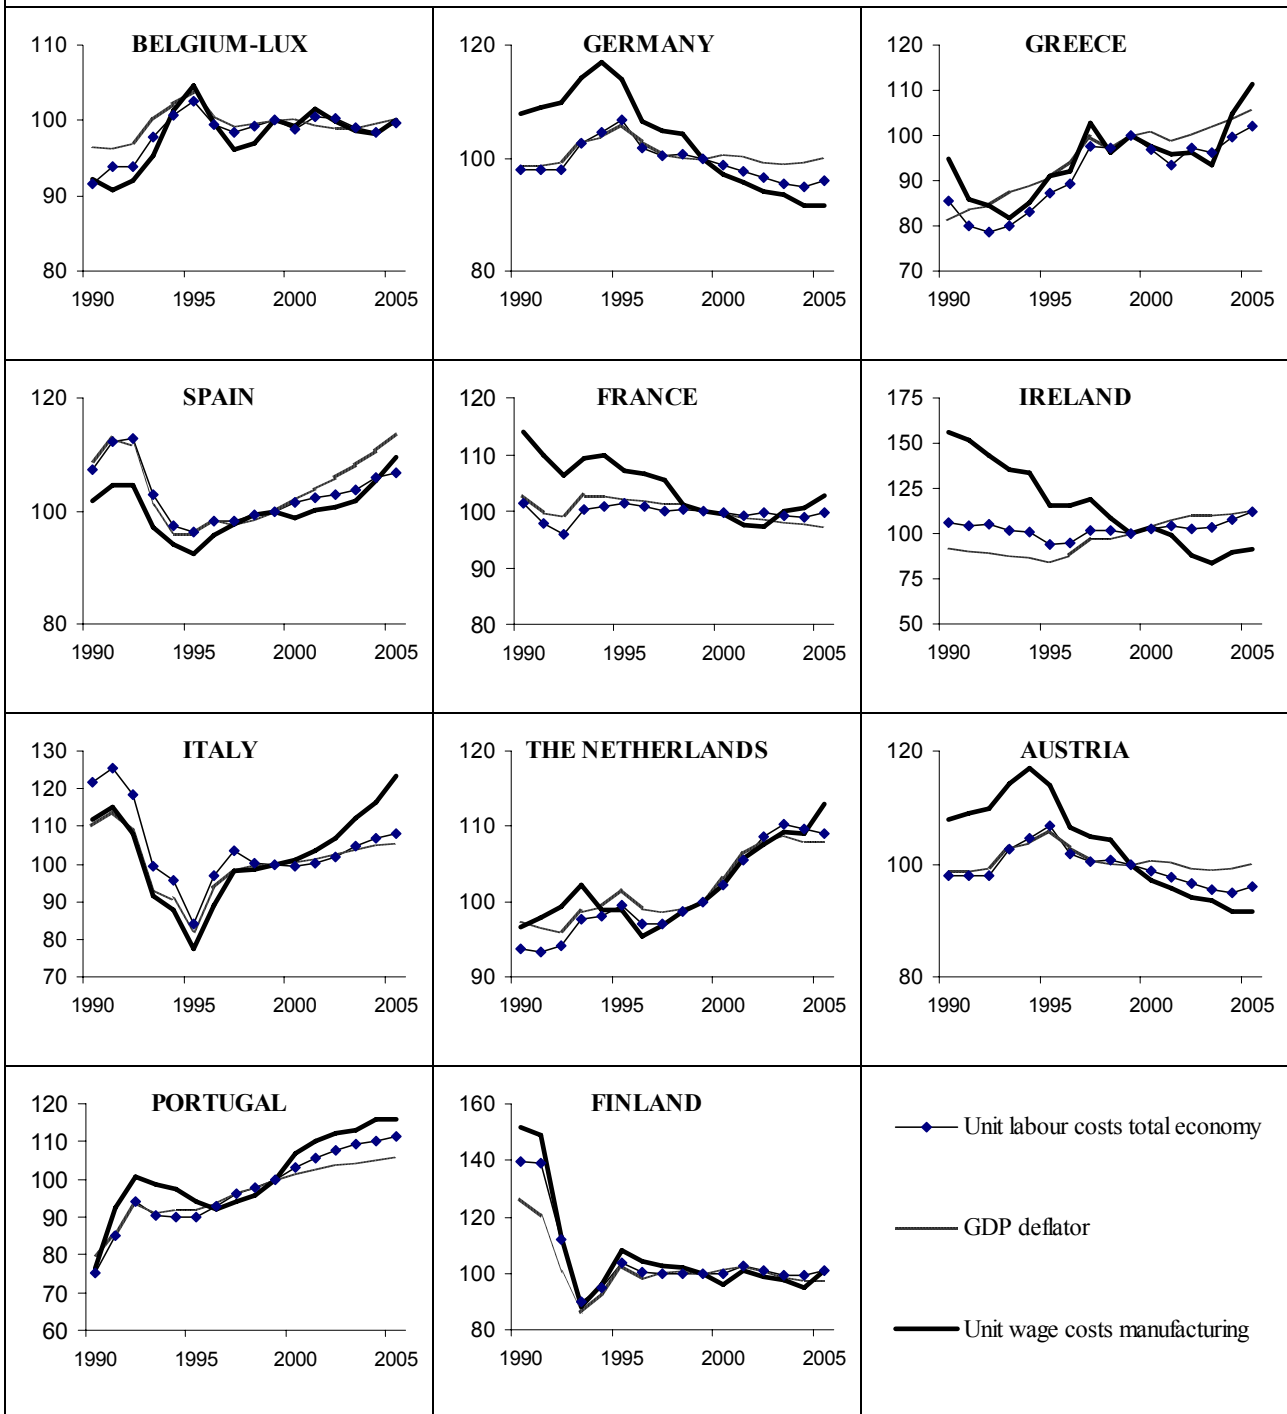 BELGIUM-LUX
110
100
90
80
1990 1995 2000 2005
GERMANY
120
100
80
1990 1995 2000 2005
GREECE
120
110
100
90
80
70
1990 1995 2000 2005
SPAIN
120
100
80
1990 1995 2000 2005
FRANCE
120
110
100
90
80
1990 1995 2000 2005
IRELAND
175
150
125
100
75
50
1990 1995 2000 2005
ITALY
130
120
110
100
90
80
70
1990 1995 2000 2005
THE NETHERLANDS
120
110
100
90
1990 1995 2000 2005
AUSTRIA
120
100
80
1990 1995 2000 2005
PORTUGAL
120
110
100
90
80
70
60
1990 1995 2000 2005
FINLAND
160
140
120
100
80
1990 1995 2000 2005
Unit labour costs total economy
GDP deflator
Unit wage costs manufacturing